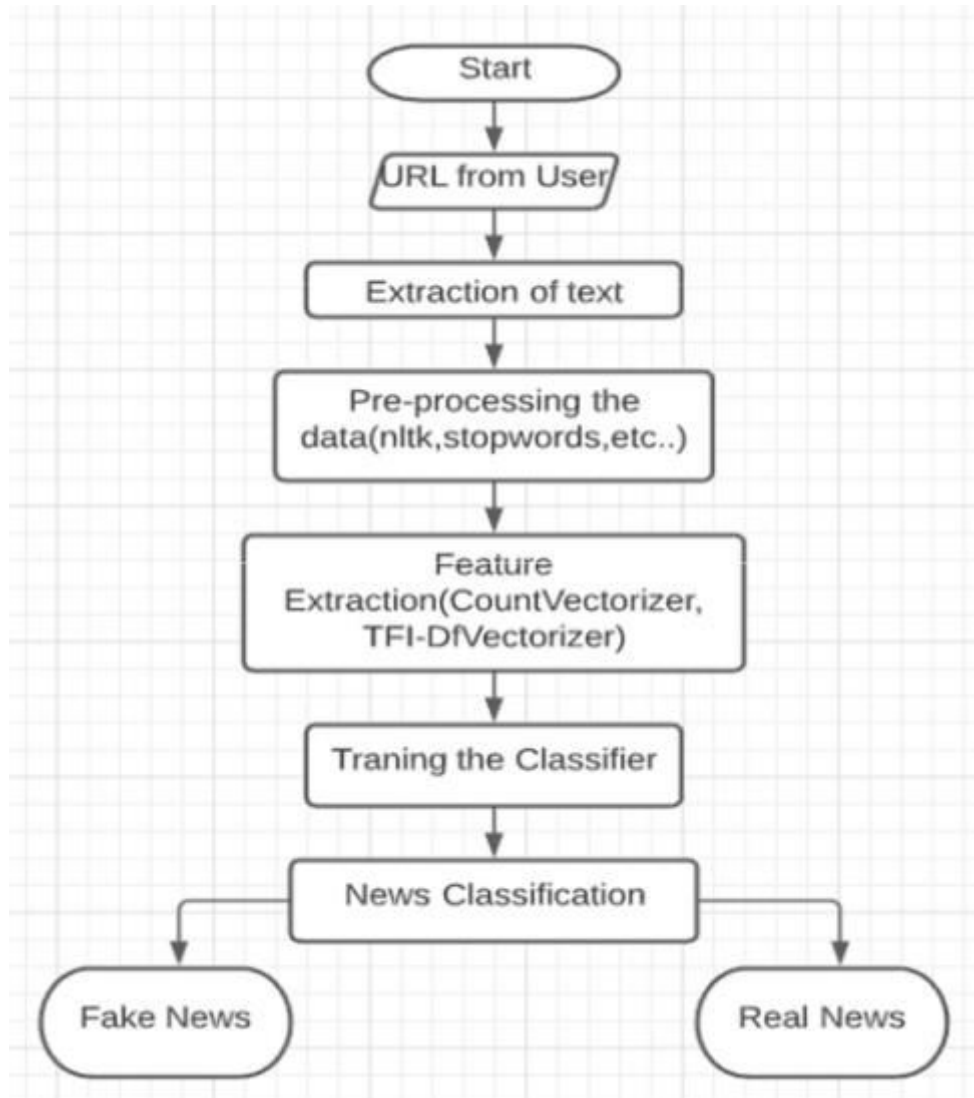 Start
URL from User
Extraction of text
Pre-processing the
data(nltk,stopwords,etc..)
Feature
Extraction(CountVectorizer,
TFI-DfVectorizer)
Traning the Classifier
News Classification
Fake News
Real News